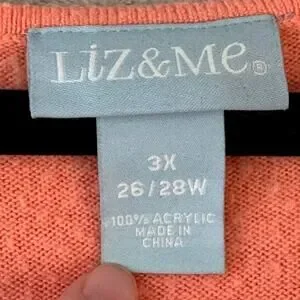 Liz&Me®
3X
26/28W
100% ACRYLIC
MADE IN
CHINA